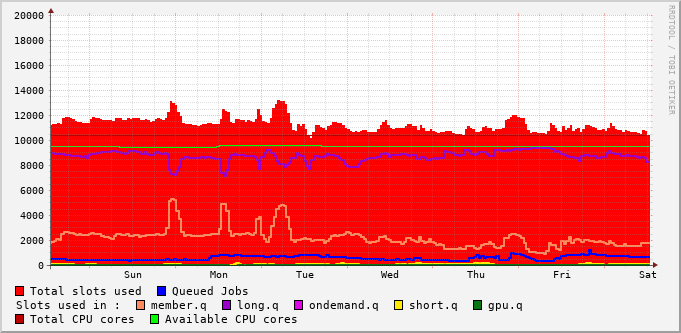 20000
18000
16000
14000
12000
10000
8000
6000
4000
2000
0
Sun Mon Tue Wed Thu Fri Sat
Total slots used Queued Jobs
Slots used in : member.q long.q ondemand.q short.q gpu.q
Total CPU cores Available CPU cores
RRDTOOL / TOBI OETIKER